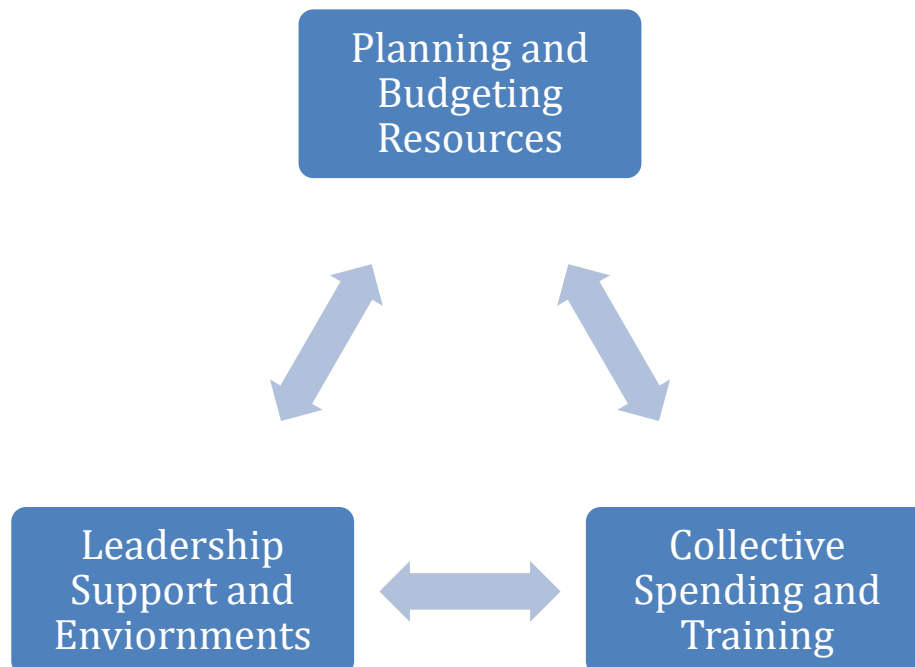 Planning and
Budgeting
Resources
Leadership
Support and
Enviornments
Collective
Spending and
Training